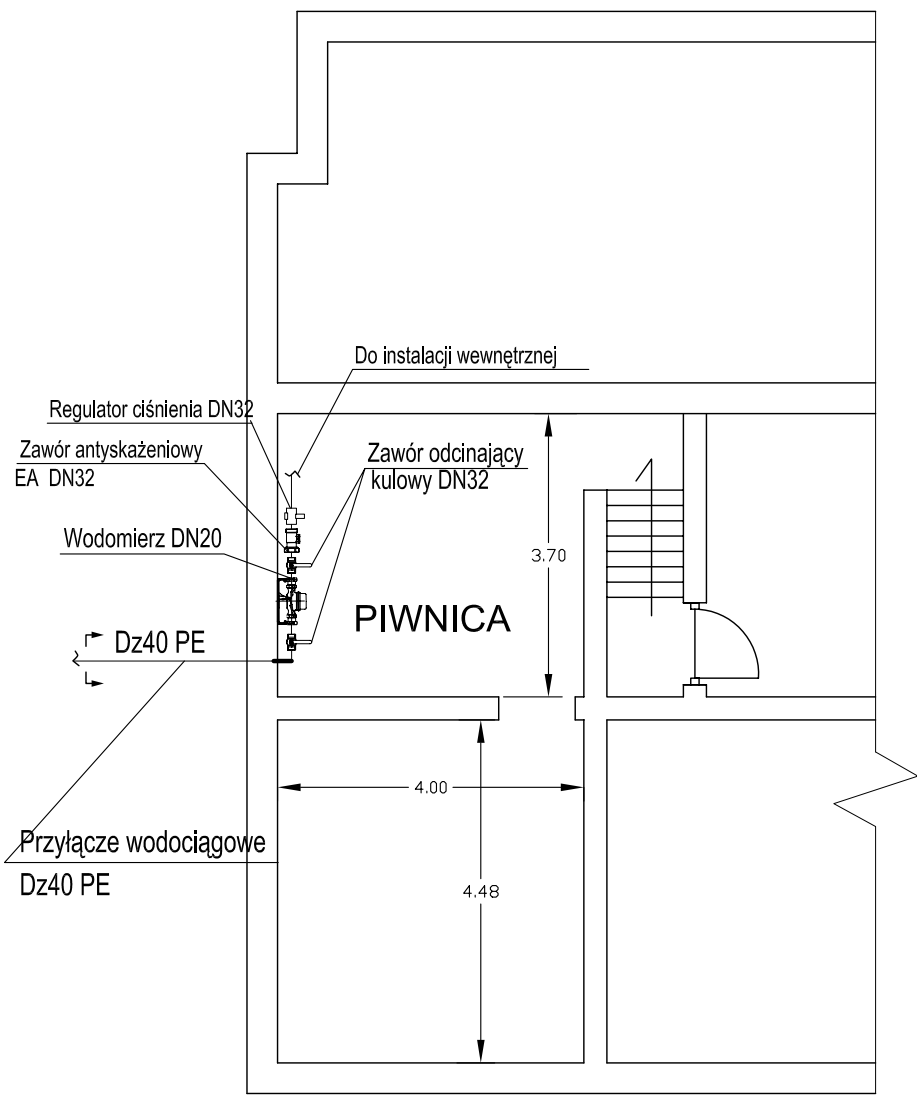 Do instalacji wewnętrznej
Regulator ciśnienia DN32
Zawór antyskażeniowy
EA DN32
Zawór odcinający
kulowy DN32
Wodomierz DN20
3.70
PIWNICA
Dz40 PE
4.00
Przyłącze wodociągowe
Dz40 PE
4.48